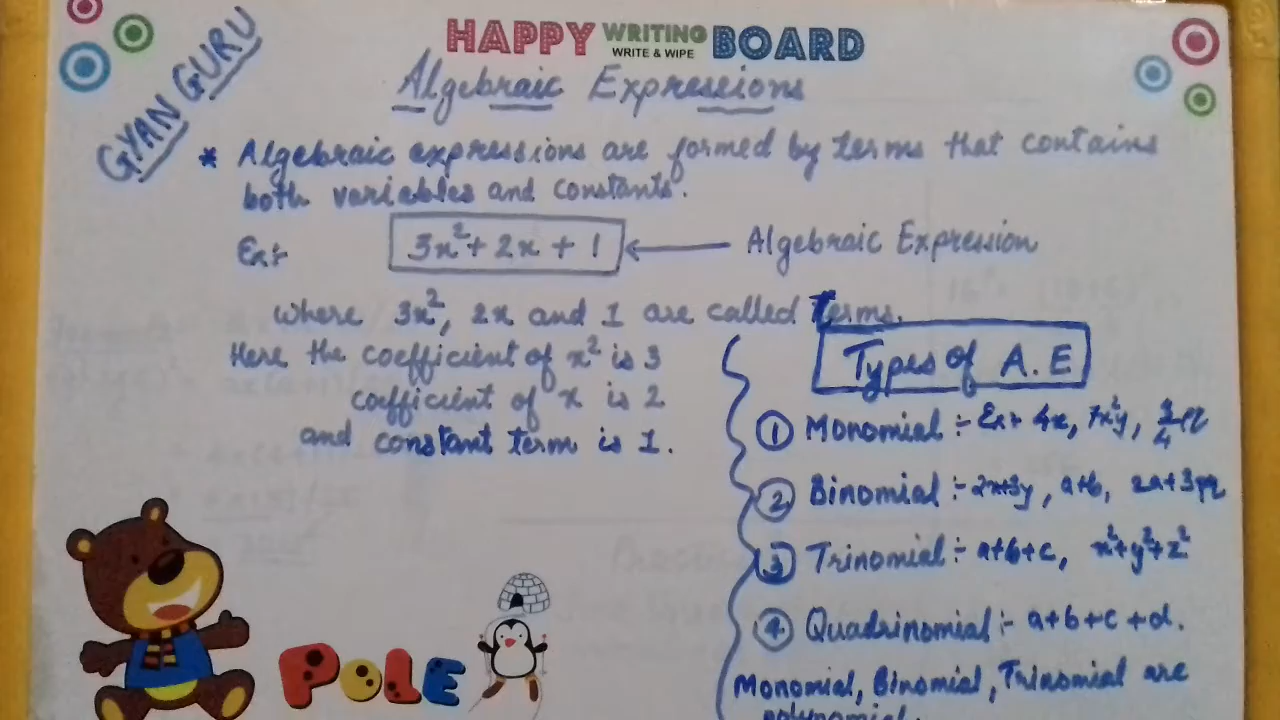 HAPPY WRITING BOARD
WRITE & WIPE
GYAN GURU
Algebraic Expressions
* Algebraic expressions are formed by terms that contains
both variables and constants.
Ex:- 3x²+ 2x + 1 ← Algebraic Expression
where 3x², 2x and 1 are called Terms.
Here the coefficient of x² is 3
coefficient of x is 2
and constant term is 1.
Types of A.E
① Monomial :- Ex:- 4x, 7x²y,
② Binomial :- 2x+3y, a+b, 2a+3pq
③ Trinomial :- a+b+c, x²+y²+z²
④ Quadrinomial :- a+b+c+d.
Monomial, Binomial, Trinomial are
polynomial.
POLE